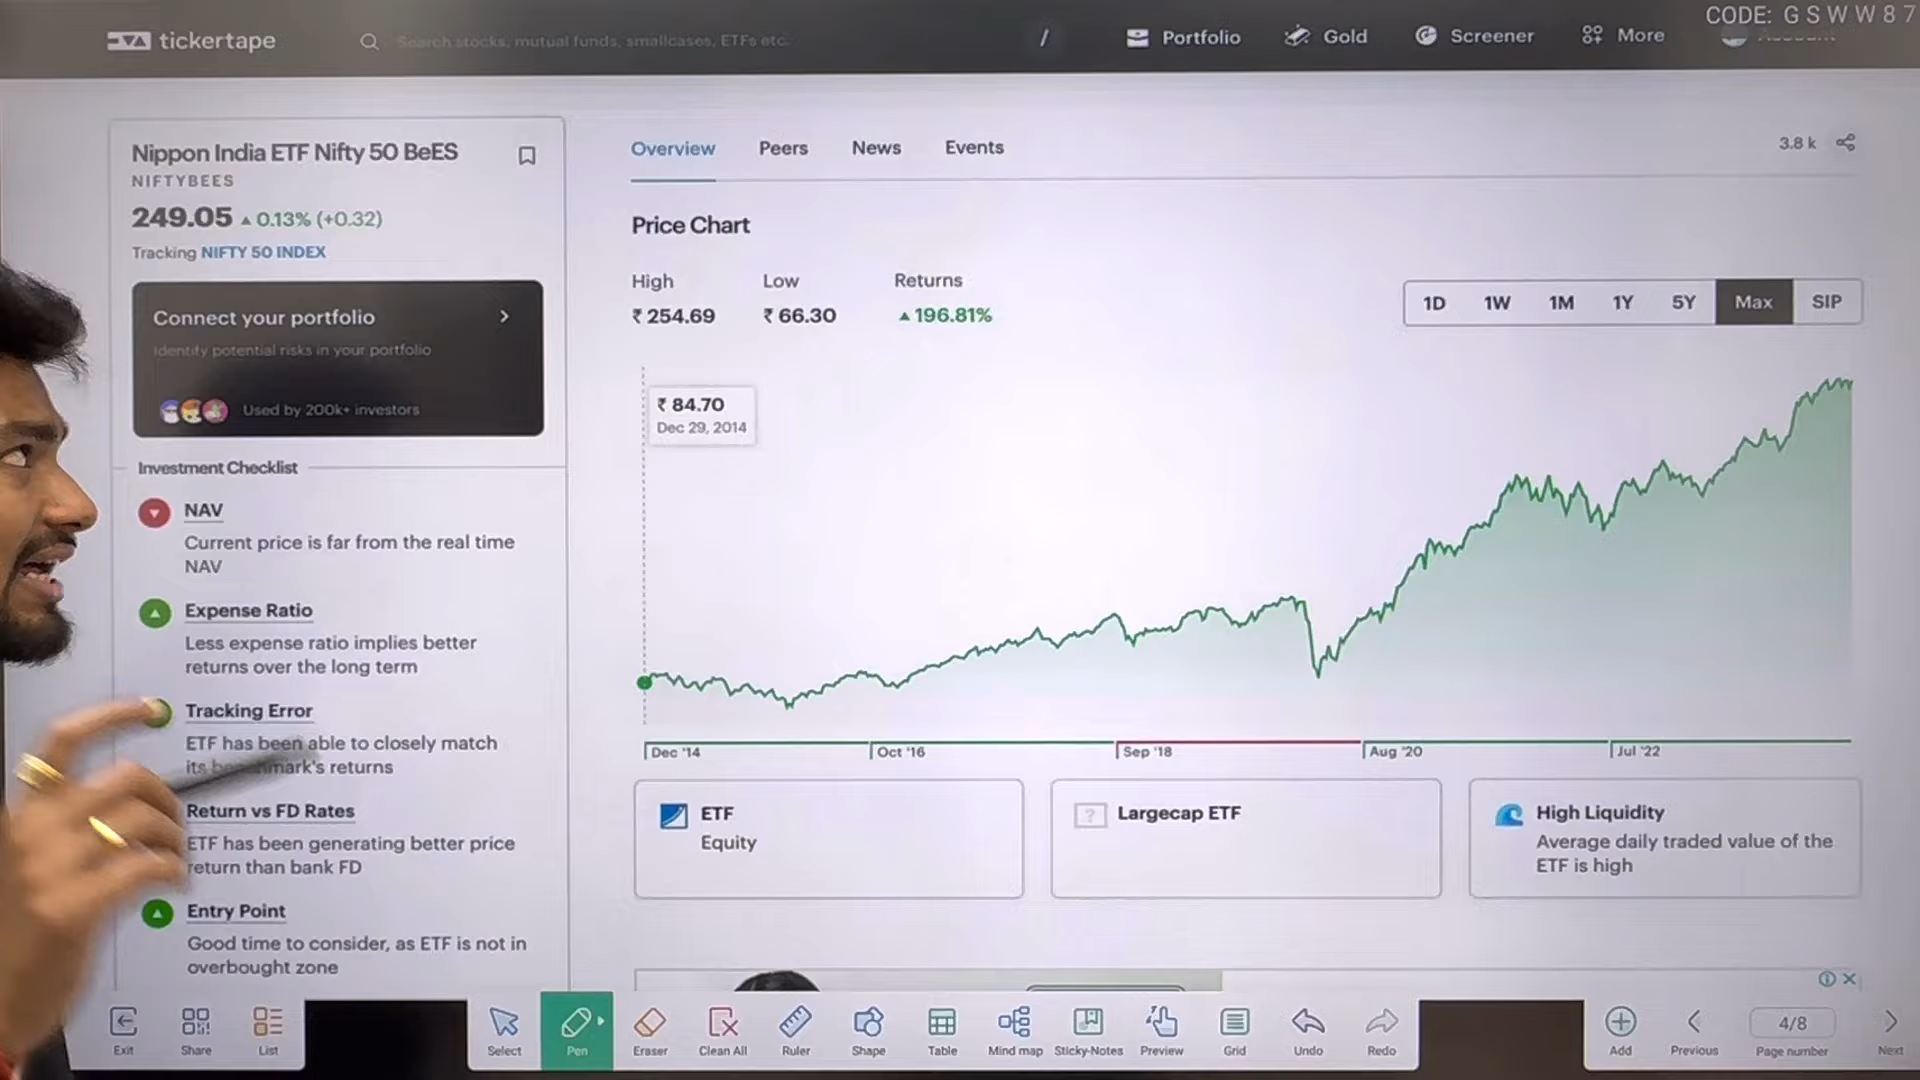 CODE: G S W W 8 7
tickertape
Search stocks, mutual funds, smallcases, ETFs etc.
/
Portfolio
Gold
Screener
More
Account
Nippon India ETF Nifty 50 BeES
NIFTYBEES
249.05 ▲ 0.13% (+0.32)
Tracking NIFTY 50 INDEX
Connect your portfolio
Identify potential risks in your portfolio
Used by 200k+ investors
Investment Checklist
NAV
Current price is far from the real time
NAV
Expense Ratio
Less expense ratio implies better
returns over the long term
Tracking Error
ETF has been able to closely match
its benchmark's returns
Return vs FD Rates
ETF has been generating better price
return than bank FD
Entry Point
Good time to consider, as ETF is not in
overbought zone
Overview Peers News Events
3.8 k
Price Chart
High Low Returns
₹ 254.69 ₹ 66.30 ▲ 196.81%
1D 1W 1M 1Y 5Y Max SIP
₹ 84.70
Dec 29, 2014
Dec '14 Oct '16 Sep '18 Aug '20 Jul '22
ETF
Equity
Largecap ETF
High Liquidity
Average daily traded value of the
ETF is high
Exit Share List Select Pen Eraser Clean All Ruler Shape Table Mind map Sticky-Notes Preview Grid Undo Redo Add Previous
4/8
Page number
Next